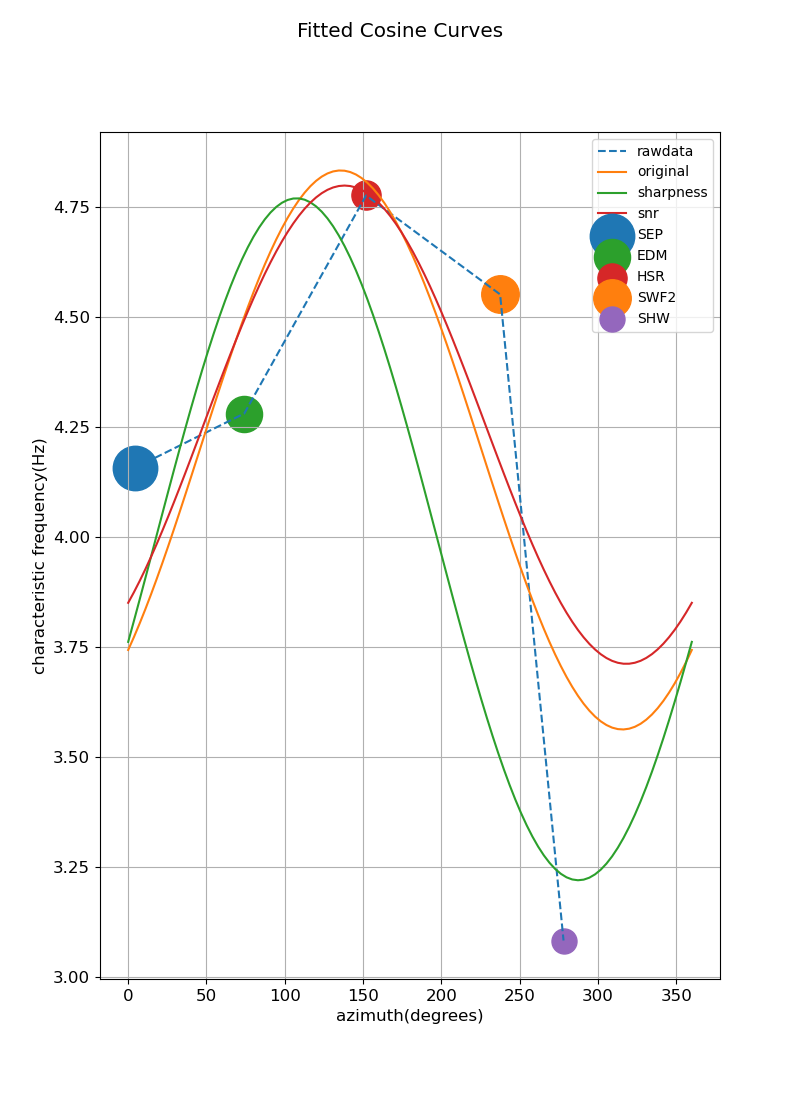 Fitted Cosine Curves
rawdata
original
sharpness
snr
SEP
EDM
HSR
SWF2
SHW
characteristic frequency(Hz)
4.75
4.50
4.25
4.00
3.75
3.50
3.25
3.00
0 50 100 150 200 250 300 350
azimuth(degrees)